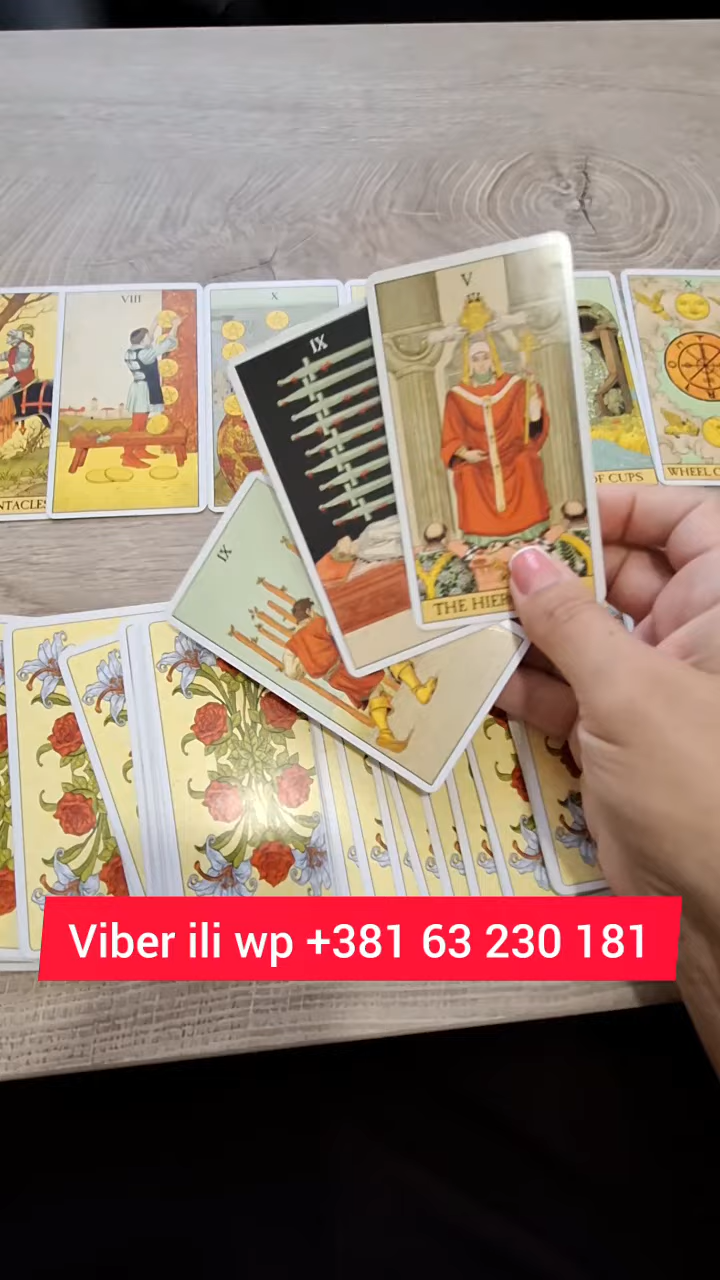 V
X
VIII
X
IX
OF CUPS
WHEEL
NTACLES
IX
THE HIER
Viber ili wp +381 63 230 181